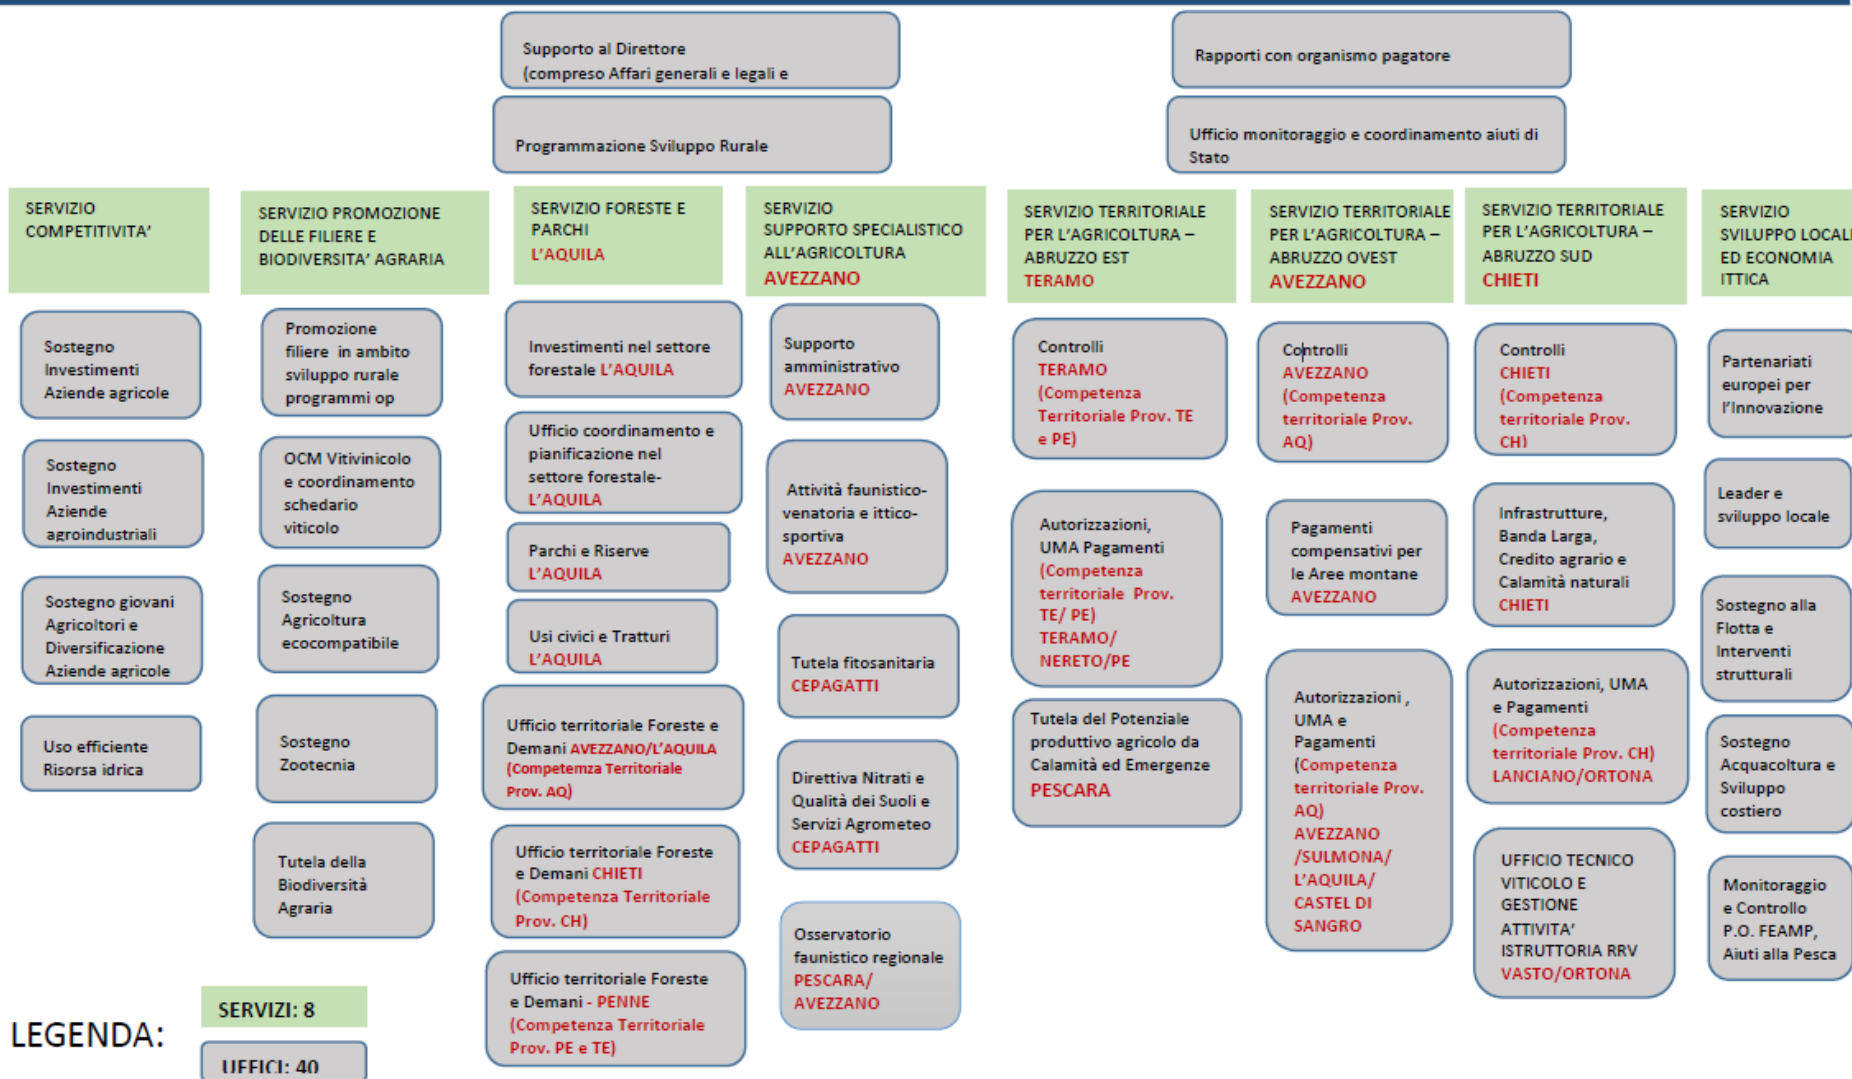 Supporto al Direttore
(compreso Affari generali e legali e
Programmazione Sviluppo Rurale
Rapporti con organismo pagatore
Ufficio monitoraggio e coordinamento aiuti di
Stato
SERVIZIO
COMPETITIVITA’
Sostegno
Investimenti
Aziende agricole
Sostegno
Investimenti
Aziende
agroindustriali
Sostegno giovani
Agricoltori e
Diversificazione
Aziende agricole
Uso efficiente
Risorsa idrica
SERVIZIO PROMOZIONE
DELLE FILIERE E
BIODIVERSITA’ AGRARIA
Promozione
filiere in ambito
sviluppo rurale
programmi op
OCM Vitivinicolo
e coordinamento
schedario
viticolo
Sostegno
Agricoltura
ecocompatibile
Sostegno
Zootecnia
Tutela della
Biodiversità
Agraria
SERVIZIO FORESTE E
PARCHI
L’AQUILA
Investimenti nel settore
forestale L’AQUILA
Ufficio coordinamento e
pianificazione nel
settore forestale-
L’AQUILA
Parchi e Riserve
L’AQUILA
Usi civici e Tratturi
L’AQUILA
Ufficio territoriale Foreste e
Demani AVEZZANO/L’AQUILA
(Competemza Territoriale
Prov. AQ)
Ufficio territoriale Foreste
e Demani CHIETI
(Competenza Territoriale
Prov. CH)
Ufficio territoriale Foreste
e Demani - PENNE
(Competenza Territoriale
Prov. PE e TE)
SERVIZIO
SUPPORTO SPECIALISTICO
ALL’AGRICOLTURA
AVEZZANO
Supporto
amministrativo
AVEZZANO
Attività faunistico-
venatoria e ittico-
sportiva
AVEZZANO
Tutela fitosanitaria
CEPAGATTI
Direttiva Nitrati e
Qualità dei Suoli e
Servizi Agrometeo
CEPAGATTI
Osservatorio
faunistico regionale
PESCARA/
AVEZZANO
SERVIZIO TERRITORIALE
PER L’AGRICOLTURA –
ABRUZZO EST
TERAMO
Controlli
TERAMO
(Competenza
Territoriale Prov. TE
e PE)
Autorizzazioni,
UMA Pagamenti
(Competenza
territoriale Prov.
TE/ PE)
TERAMO/
NERETO/PE
Tutela del Potenziale
produttivo agricolo da
Calamità ed Emergenze
PESCARA
SERVIZIO TERRITORIALE
PER L’AGRICOLTURA –
ABRUZZO OVEST
AVEZZANO
Controlli
AVEZZANO
(Competenza
territoriale Prov.
AQ)
Pagamenti
compensativi per
le Aree montane
AVEZZANO
Autorizzazioni ,
UMA e
Pagamenti
(Competenza
territoriale Prov.
AQ)
AVEZZANO
/SULMONA/
L’AQUILA/
CASTEL DI
SANGRO
SERVIZIO TERRITORIALE
PER L’AGRICOLTURA –
ABRUZZO SUD
CHIETI
Controlli
CHIETI
(Competenza
territoriale Prov.
CH)
Infrastrutture,
Banda Larga,
Credito agrario e
Calamità naturali
CHIETI
Autorizzazioni, UMA
e Pagamenti
(Competenza
territoriale Prov. CH)
LANCIANO/ORTONA
UFFICIO TECNICO
VITICOLO E
GESTIONE
ATTIVITA’
ISTRUTTORIA RRV
VASTO/ORTONA
SERVIZIO
SVILUPPO LOCALE
ED ECONOMIA
ITTICA
Partenariati
europei per
l’Innovazione
Leader e
sviluppo locale
Sostegno alla
Flotta e
Interventi
strutturali
Sostegno
Acquacoltura e
Sviluppo
costiero
Monitoraggio
e Controllo
P.O. FEAMP,
Aiuti alla Pesca
LEGENDA:
SERVIZI: 8
UFFICI: 40